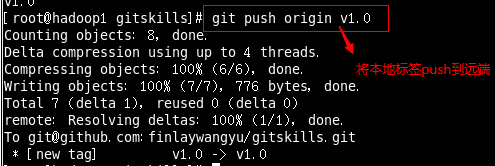 v1.0
[root@hadoop1 gitskills]# git push origin v1.0
Counting objects: 8, done.
Delta compression using up to 4 threads.
Compressing objects: 100% (6/6), done.
将本地标签push到远端
Writing objects: 100% (7/7), 776 bytes, done.
Total 7 (delta 1), reused 0 (delta 0)
remote: Resolving deltas: 100% (1/1), done.
To git@github.com:finlaywangyu/gitskills.git
* [new tag] v1.0 -> v1.0